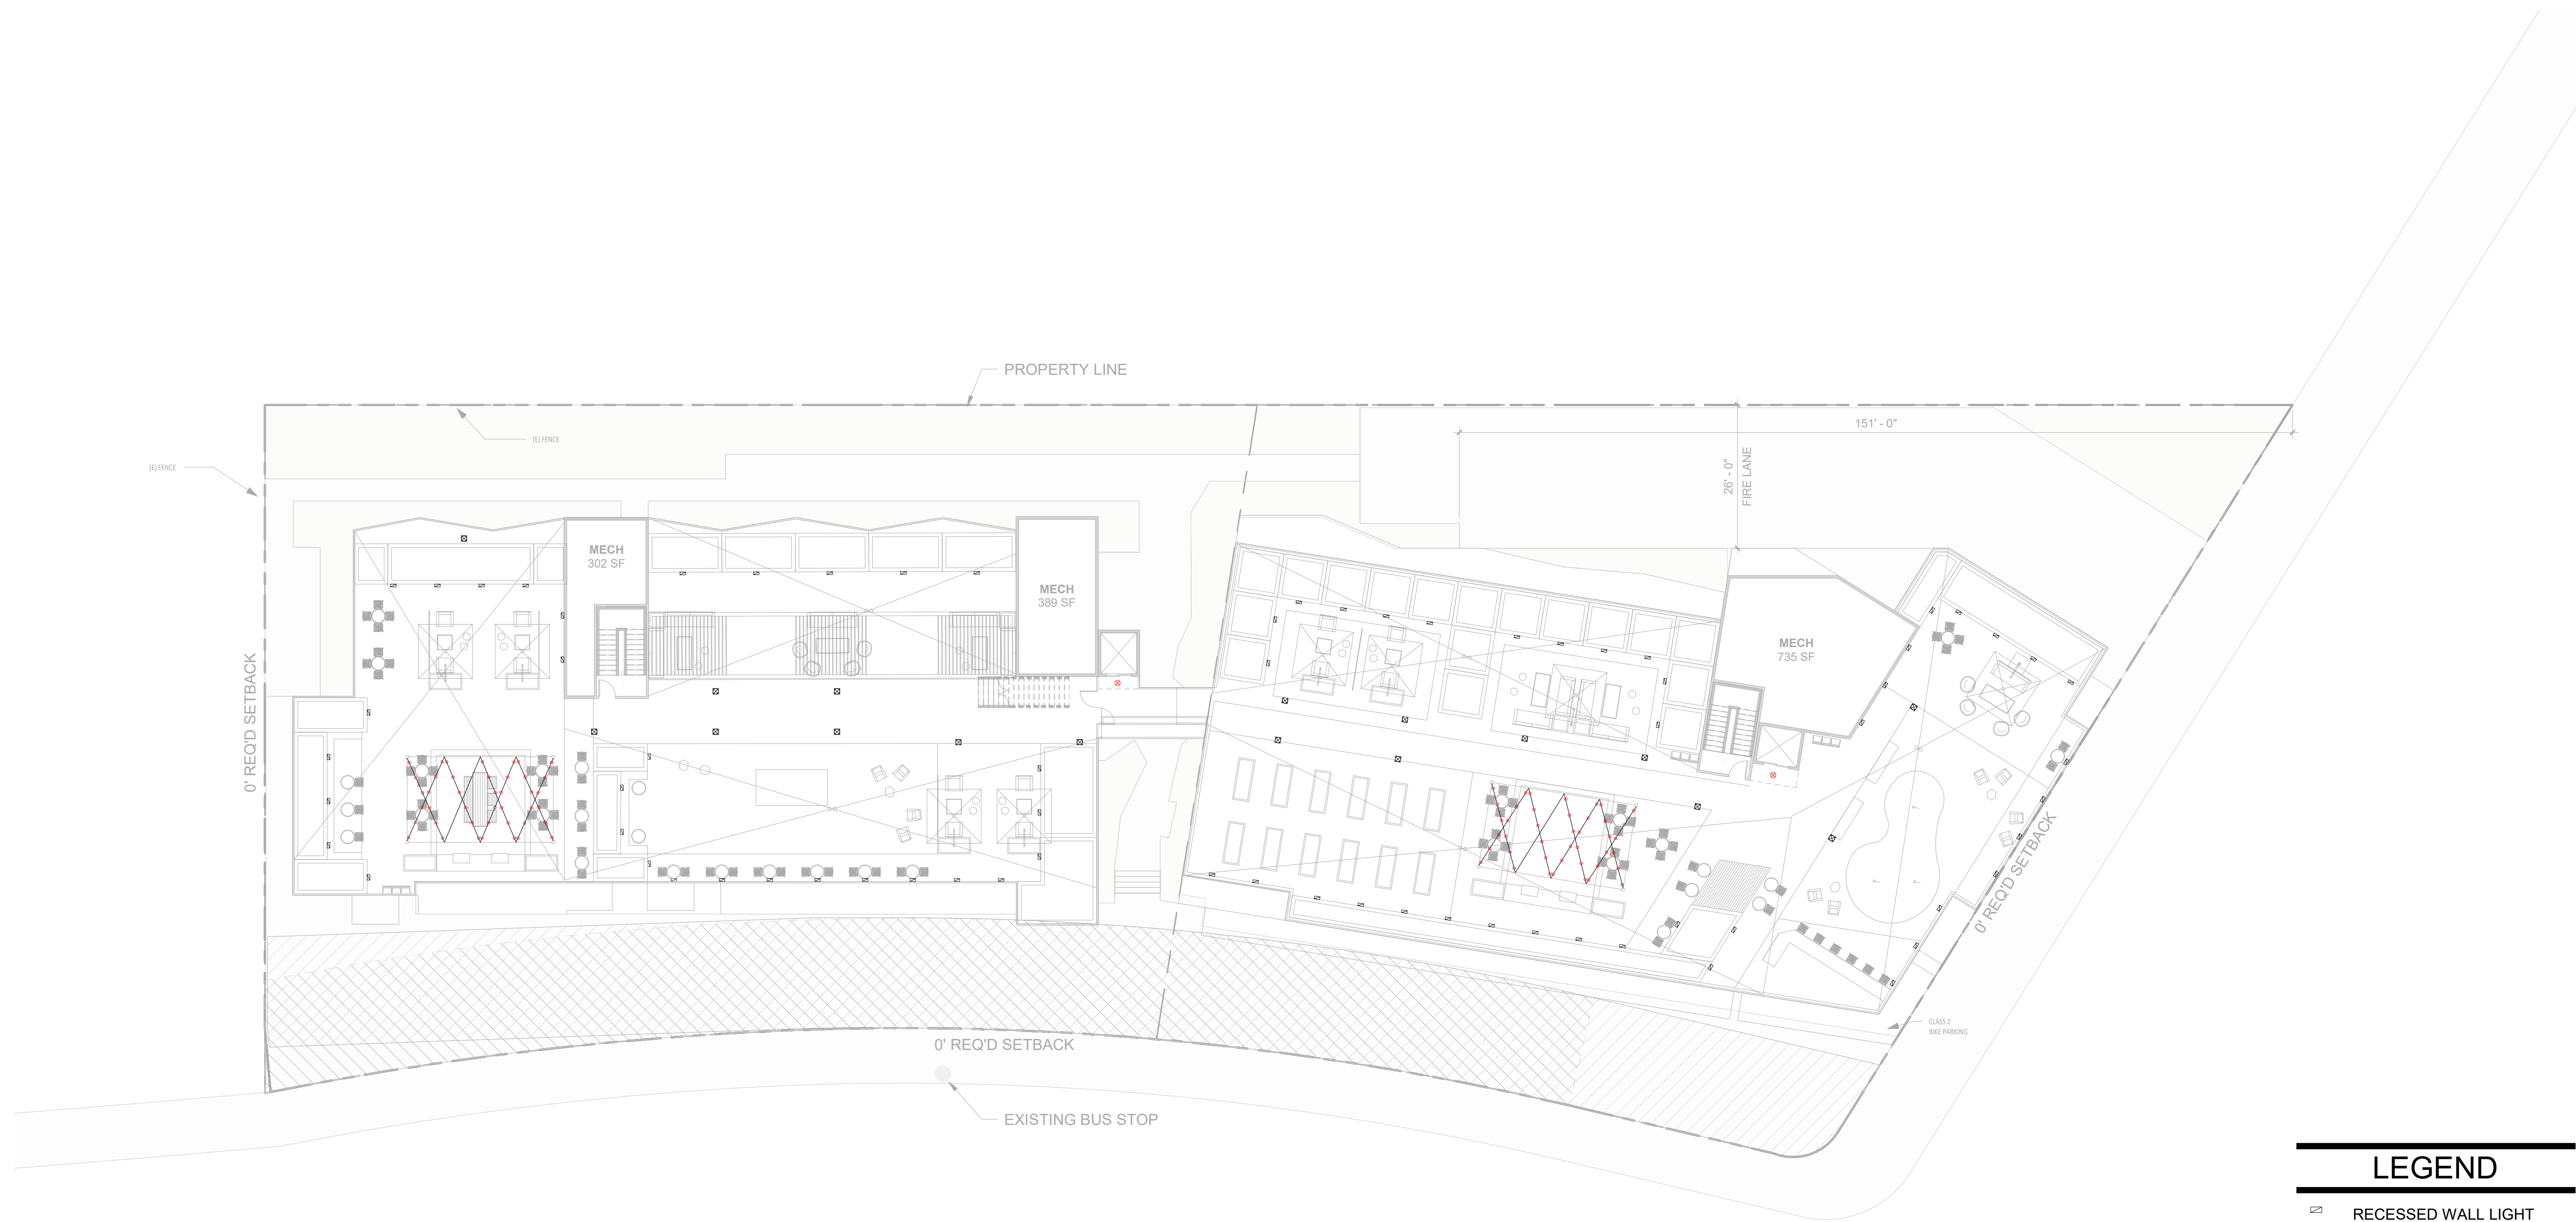 PROPERTY LINE
151' - 0"
(E) FENCE
(E) FENCE
26' - 0"
FIRE LANE
MECH
302 SF
MECH
389 SF
MECH
735 SF
0' REQ'D SETBACK
0' REQ'D SETBACK
CLASS 2
BIKE PARKING
0' REQ'D SETBACK
EXISTING BUS STOP
LEGEND
RECESSED WALL LIGHT